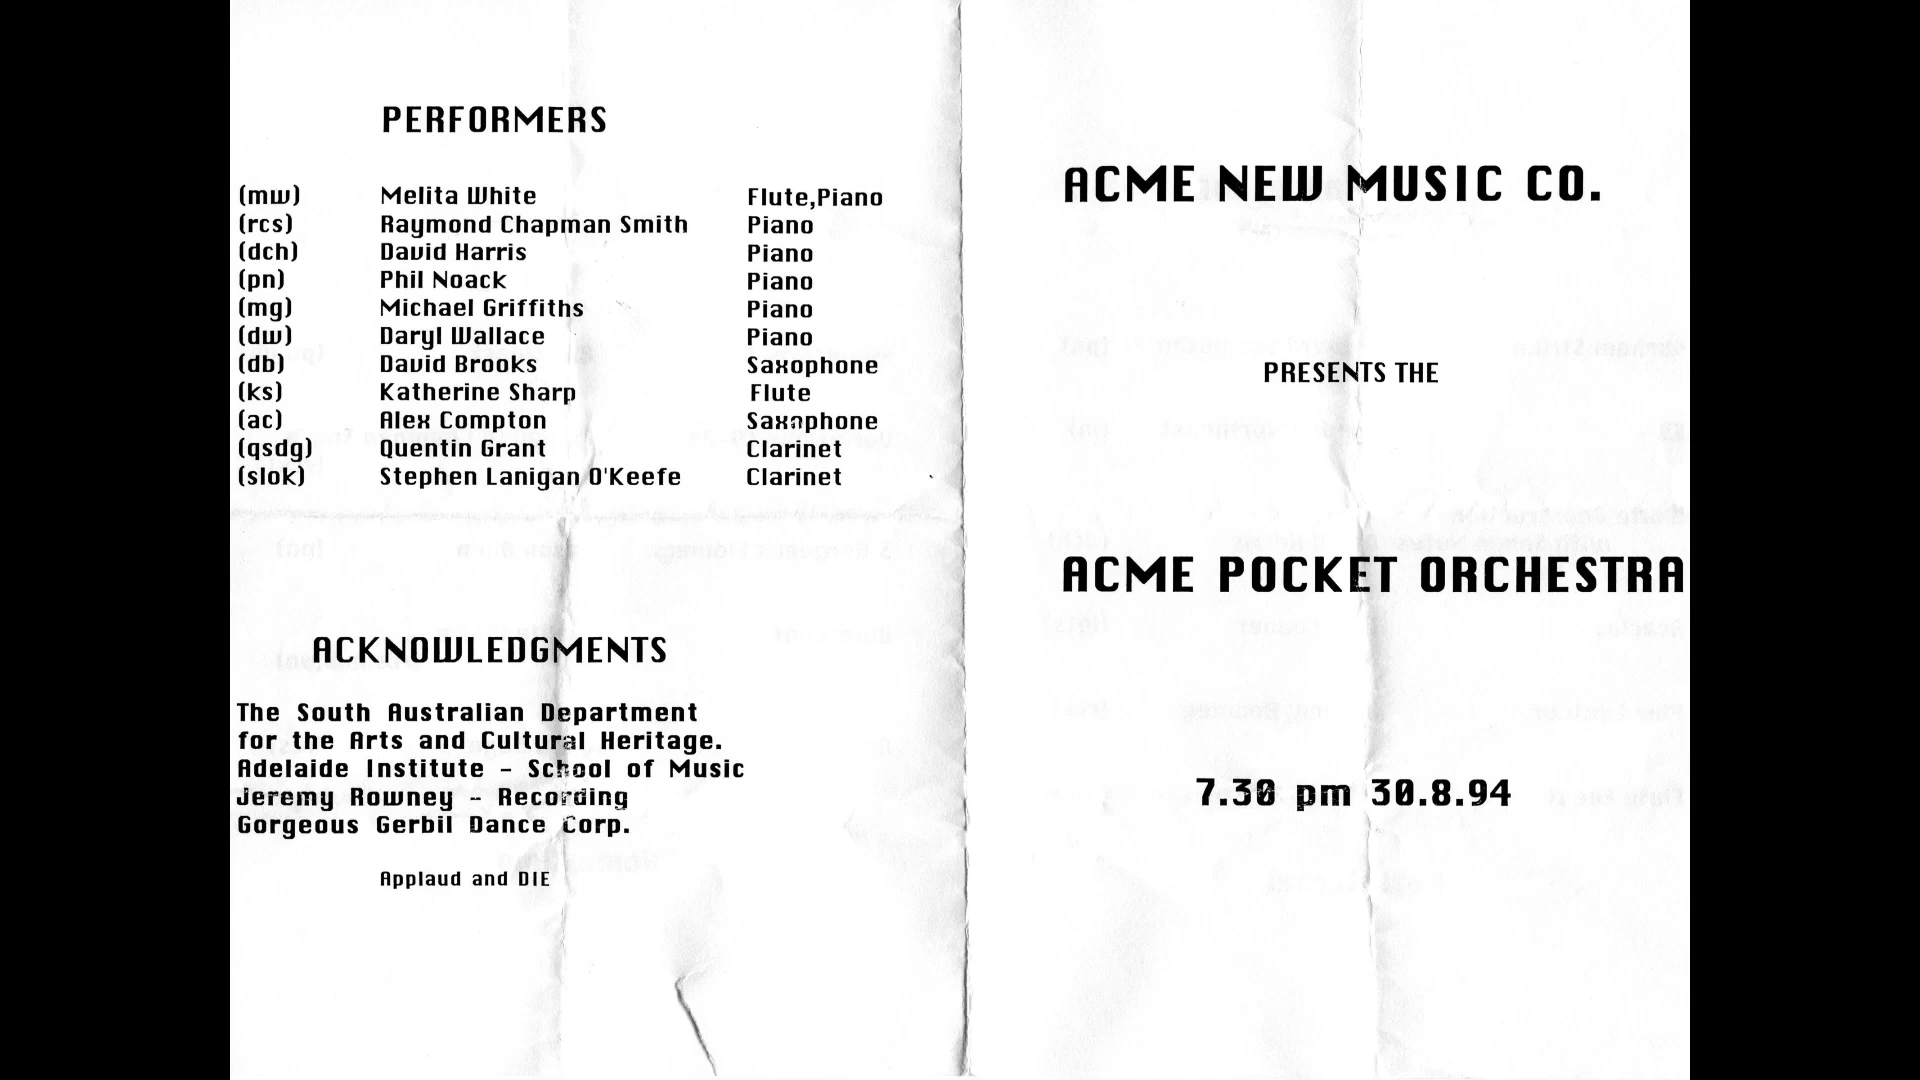 PERFORMERS
(mw) Melita White Flute,Piano
(rcs) Raymond Chapman Smith Piano
(dch) David Harris Piano
(pn) Phil Noack Piano
(mg) Michael Griffiths Piano
(dw) Daryl Wallace Piano
(db) David Brooks Saxophone
(ks) Katherine Sharp Flute
(ac) Alex Compton Saxophone
(qsdg) Quentin Grant Clarinet
(slok) Stephen Lanigan O'Keefe Clarinet
ACKNOWLEDGMENTS
The South Australian Department
for the Arts and Cultural Heritage.
Adelaide Institute - School of Music
Jeremy Rowney - Recording
Gorgeous Gerbil Dance Corp.
Applaud and DIE
ACME NEW MUSIC CO.
PRESENTS THE
ACME POCKET ORCHESTRA
7.30 pm 30.8.94